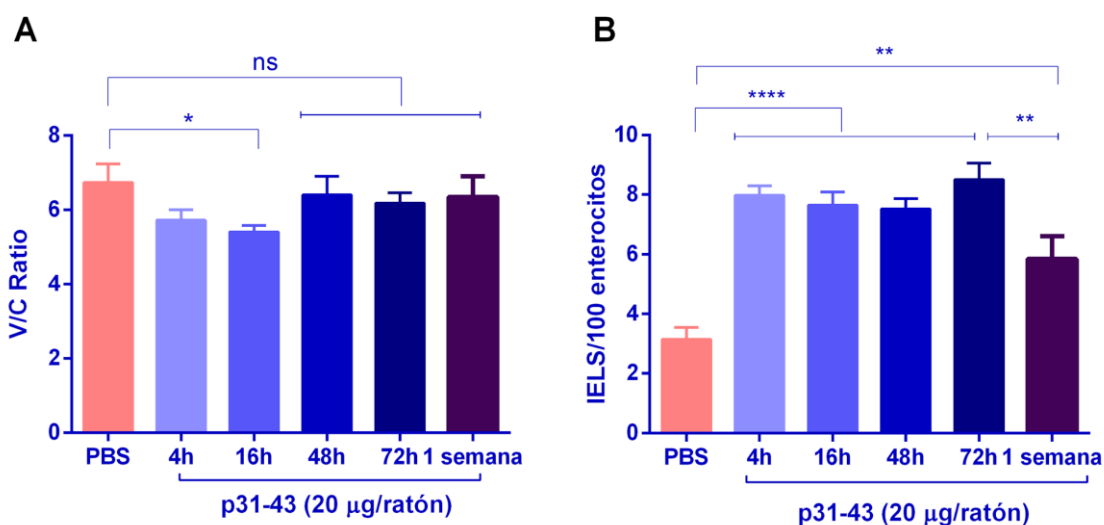 A
ns
*
8
6
4
2
0
V/C Ratio
PBS
4h
16h
48h
72h
1 semana
p31-43 (20 μg/ratón)
B
**
****
**
10
8
6
4
2
0
IELS/100 enterocitos
PBS
4h
16h
48h
72h
1 semana
p31-43 (20 μg/ratón)